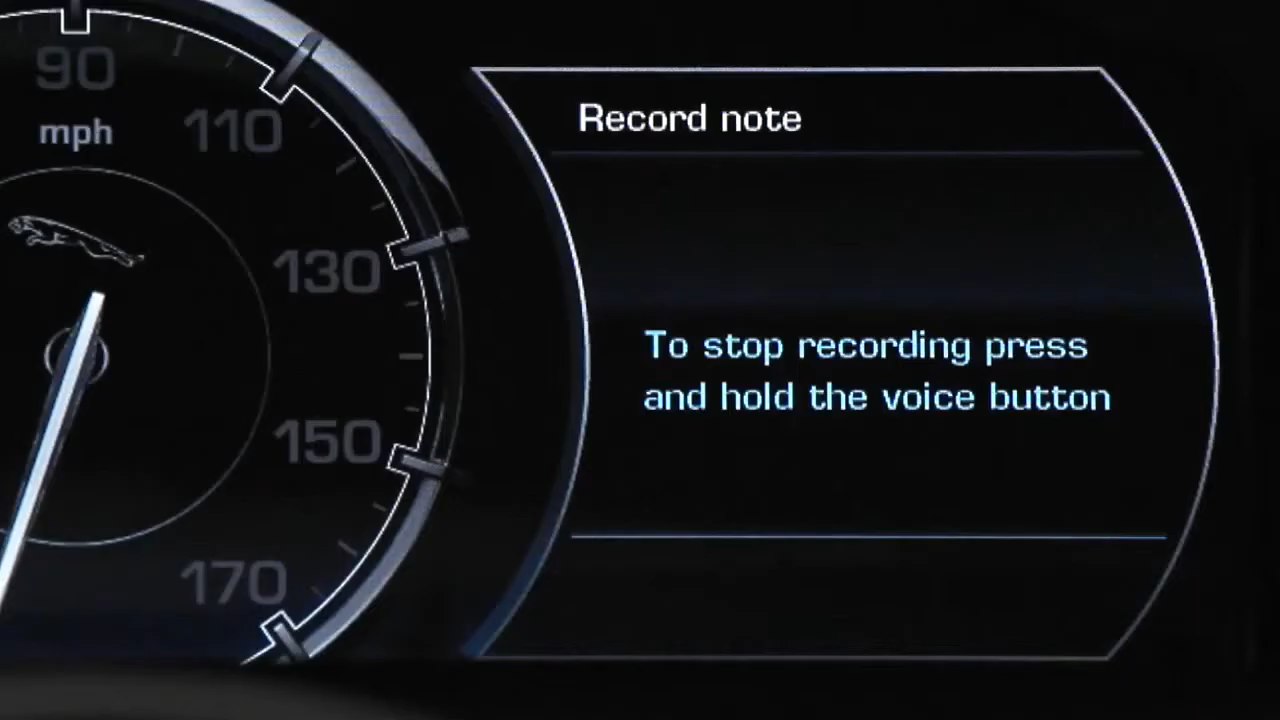 90
mph
110
130
150
170
Record note
To stop recording press
and hold the voice button